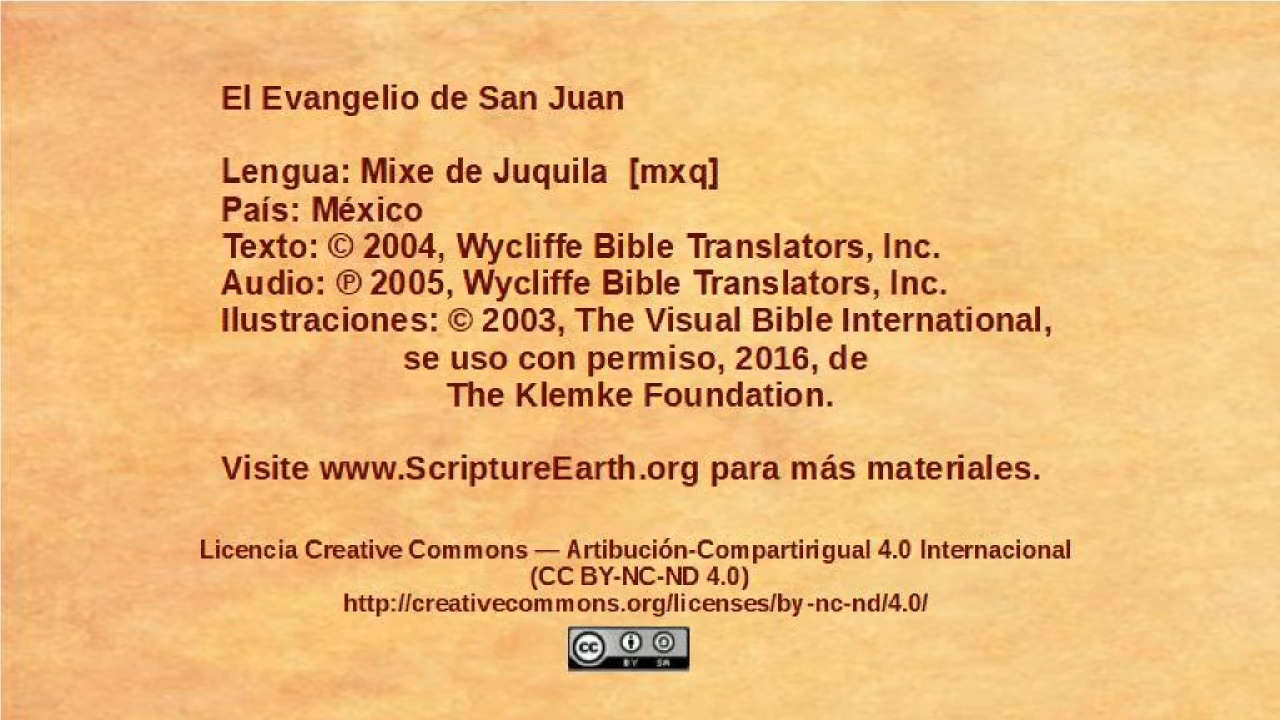 El Evangelio de San Juan
Lengua: Mixe de Juquila [mxq]
País: México
Texto: © 2004, Wycliffe Bible Translators, Inc.
Audio: ℗ 2005, Wycliffe Bible Translators, Inc.
Ilustraciones: © 2003, The Visual Bible International,
se uso con permiso, 2016, de
The Klemke Foundation.
Visite www.ScriptureEarth.org para más materiales.
Licencia Creative Commons — Artibución-Compartirigual 4.0 Internacional
(CC BY-NC-ND 4.0)
http://creativecommons.org/licenses/by-nc-nd/4.0/
cc BY SA